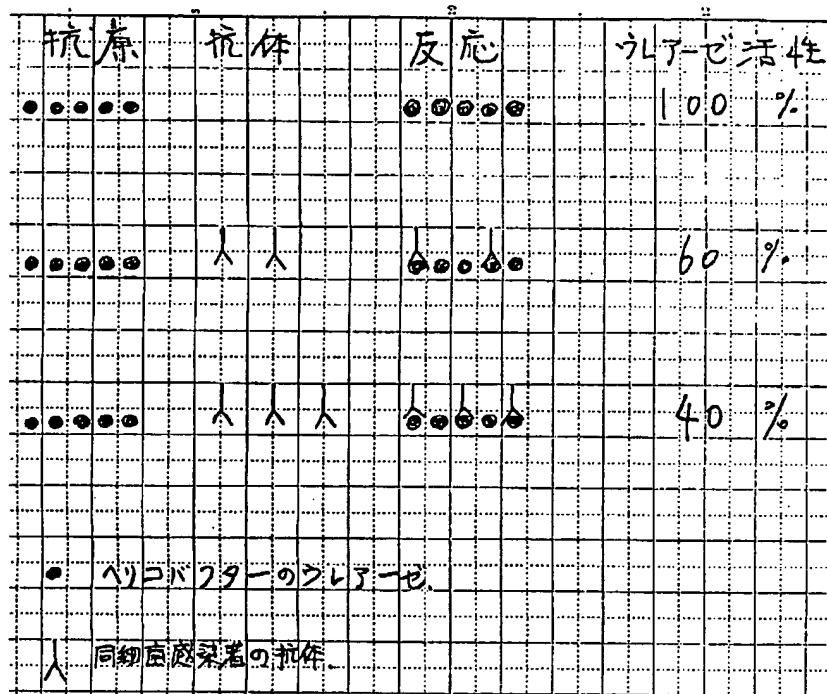 抗原 抗体 反応 ウレアーゼ活性
100 %
60 %
40 %
ヘリコバクターのウレアーゼ.
同細菌感染者の抗体.